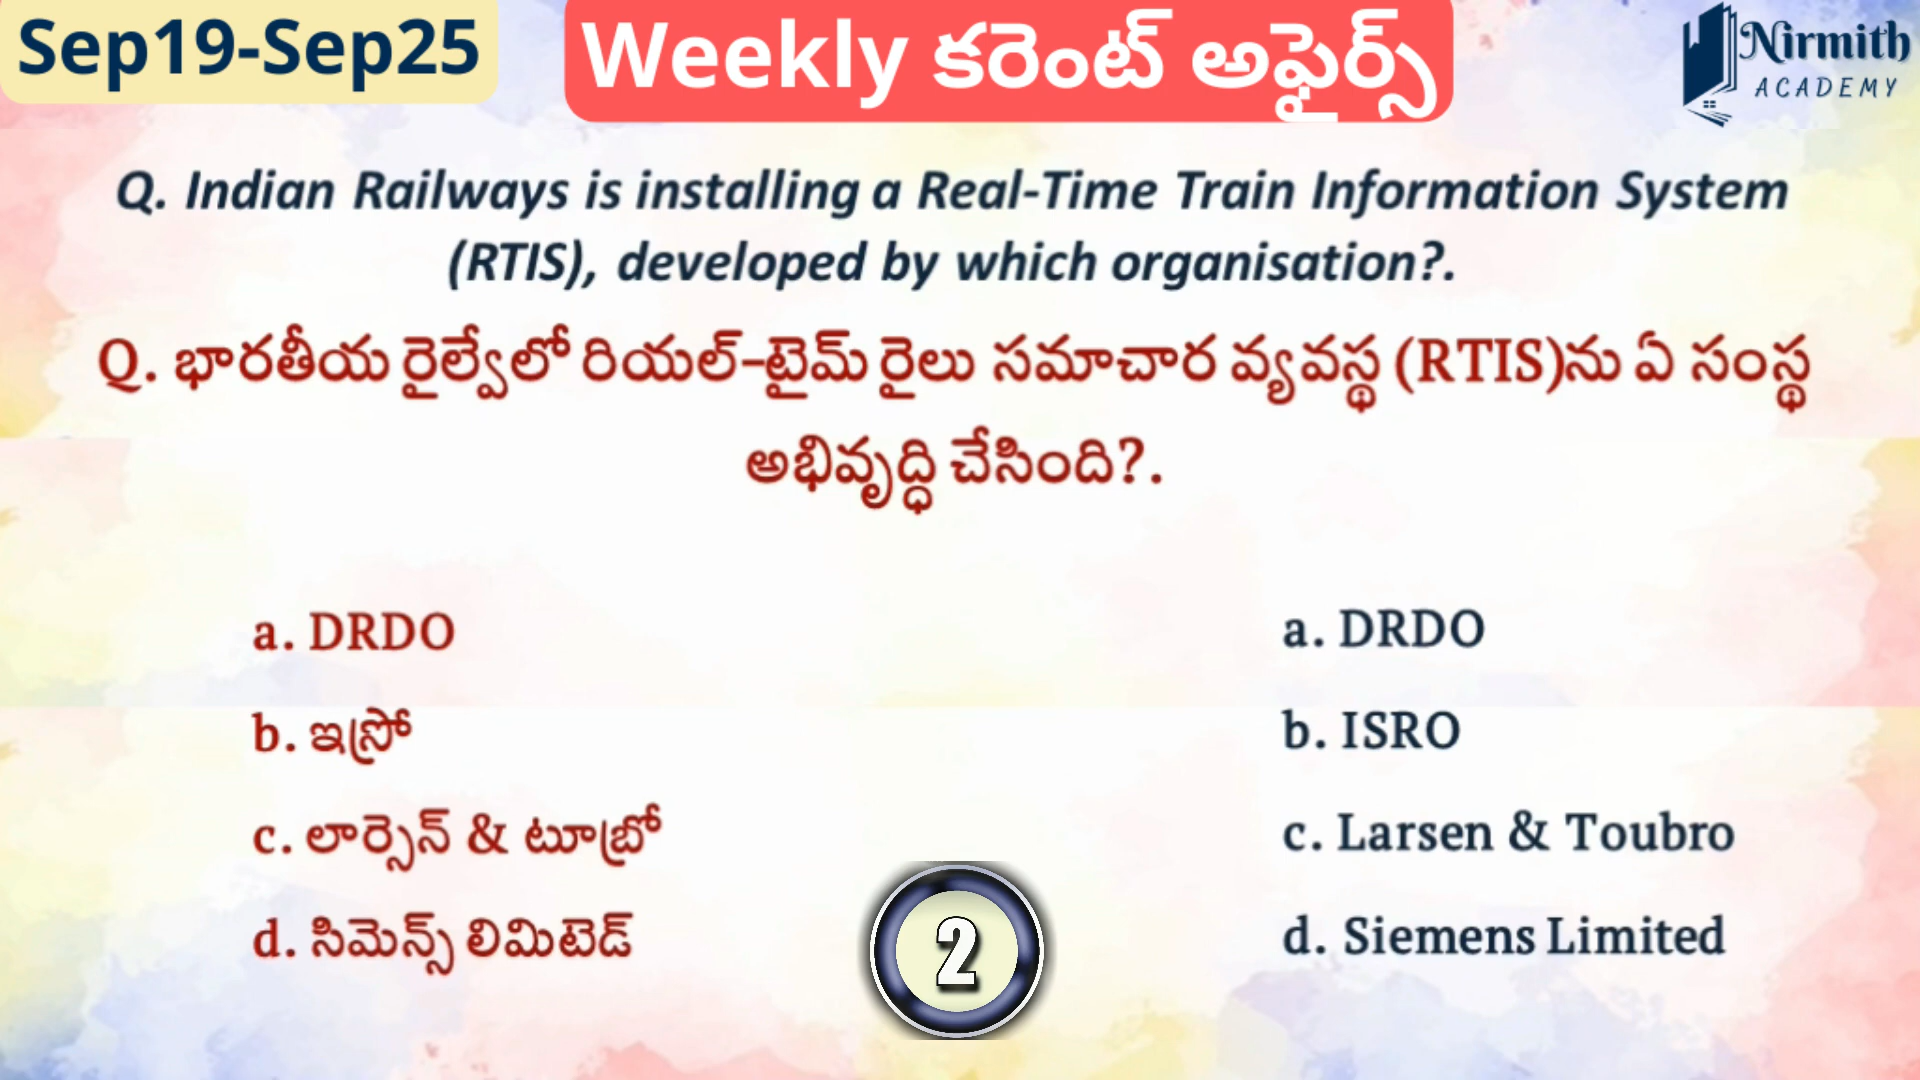 Sep19-Sep25
Weekly కరెంట్ అఫైర్స్
Nirmith
ACADEMY
Q. Indian Railways is installing a Real-Time Train Information System
(RTIS), developed by which organisation?.
Q. భారతీయ రైల్వేలో రియల్-టైమ్ రైలు సమాచార వ్యవస్థ (RTIS)ను ఏ సంస్థ
అభివృద్ధి చేసింది?.
a. DRDO
b. ఇస్రో
c. లార్సెన్ & టూబ్రో
d. సిమెన్స్ లిమిటెడ్
a. DRDO
b. ISRO
c. Larsen & Toubro
d. Siemens Limited
2